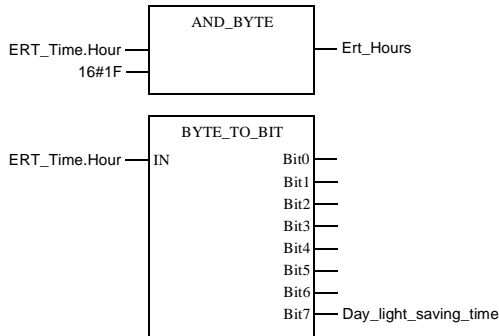 AND_BYTE
ERT_Time.Hour
Ert_Hours
16#1F
BYTE_TO_BIT
ERT_Time.Hour
IN
Bit0
Bit1
Bit2
Bit3
Bit4
Bit5
Bit6
Bit7
Day_light_saving_time